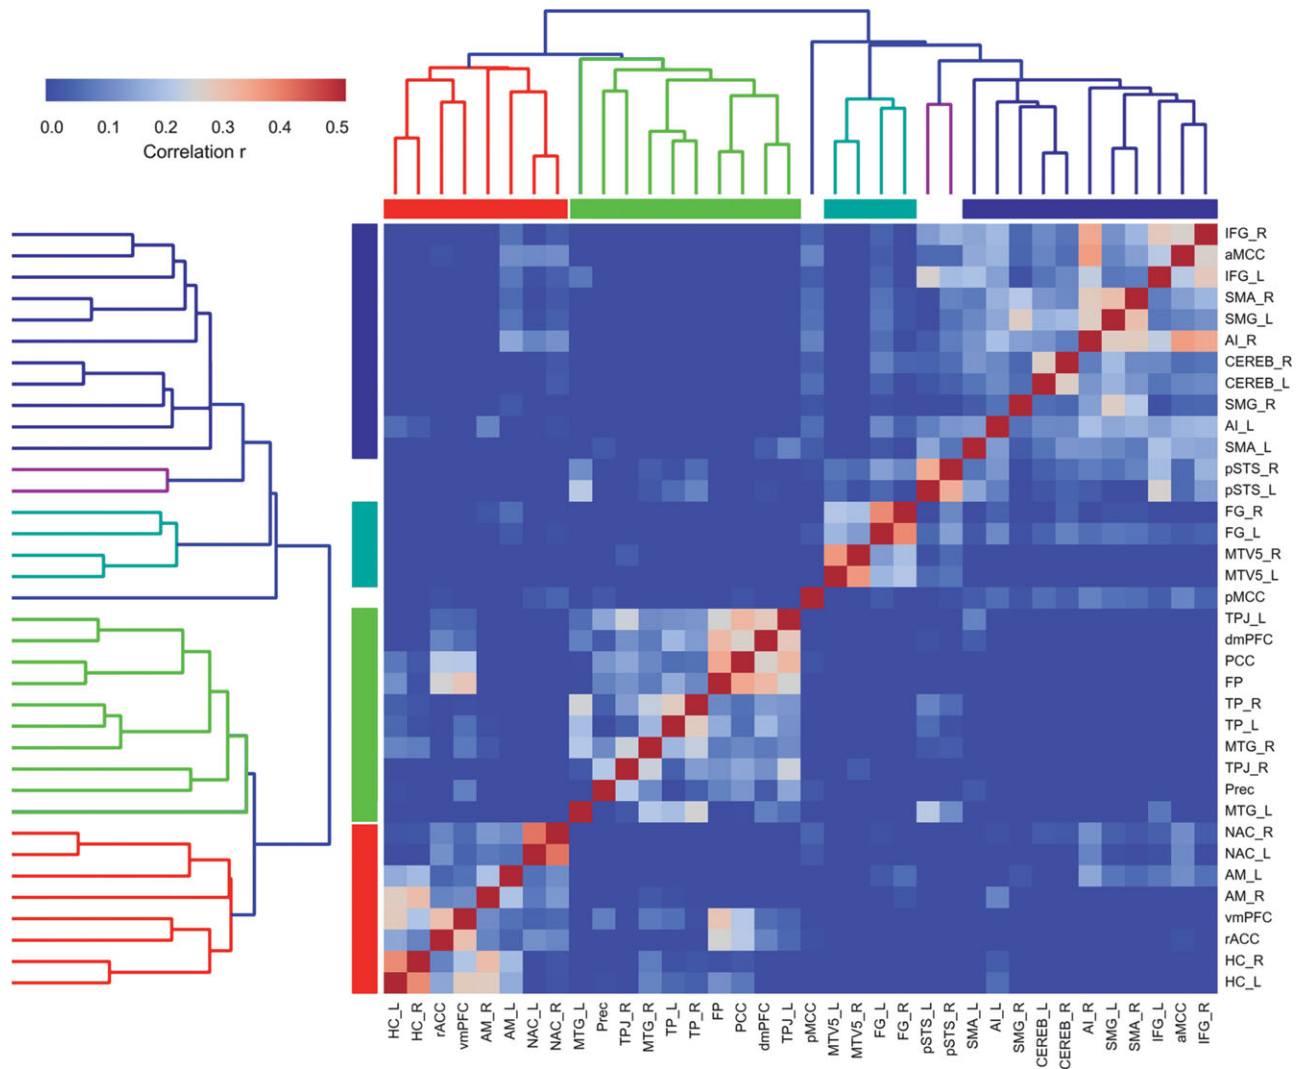 0.0 0.1 0.2 0.3 0.4 0.5
Correlation r
IFG_R
aMCC
IFG_L
SMA_R
SMG_L
AI_R
CEREB_R
CEREB_L
SMG_R
AI_L
SMA_L
pSTS_R
pSTS_L
FG_R
FG_L
MTV5_R
MTV5_L
pMCC
TPJ_L
dmPFC
PCC
FP
TP_R
TP_L
MTG_R
TPJ_R
Prec
MTG_L
NAC_R
NAC_L
AM_L
AM_R
vmPFC
rACC
HC_R
HC_L
HC_L
HC_R
rACC
vmPFC
AM_R
AM_L
NAC_L
NAC_R
MTG_L
Prec
TPJ_R
MTG_R
TP_L
TP_R
FP
PCC
dmPFC
TPJ_L
pMCC
MTV5_L
MTV5_R
FG_L
FG_R
pSTS_L
pSTS_R
SMA_L
AI_L
SMG_R
CEREB_L
CEREB_R
AI_R
SMG_L
SMA_R
IFG_L
aMCC
IFG_R